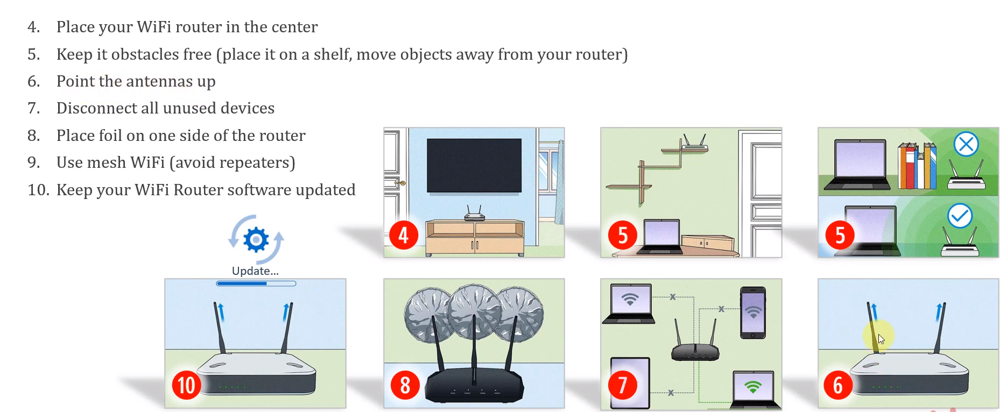 4. Place your WiFi router in the center
5. Keep it obstacles free (place it on a shelf, move objects away from your router)
6. Point the antennas up
7. Disconnect all unused devices
8. Place foil on one side of the router
9. Use mesh WiFi (avoid repeaters)
10. Keep your WiFi Router software updated
4
5
5
Update...
10
8
7
X
X
X
6